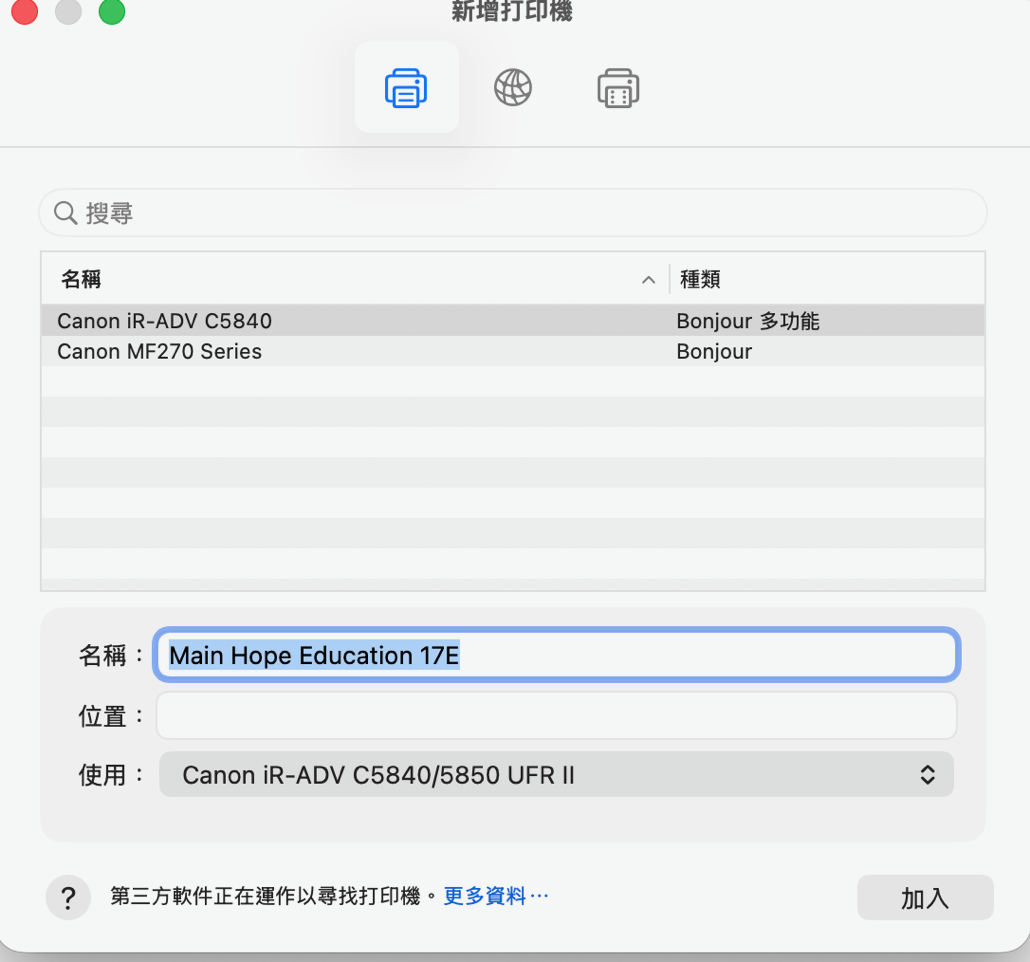 新增打印機
搜尋
名稱 種類
Canon iR-ADV C5840 Bonjour 多功能
Canon MF270 Series Bonjour
名稱：Main Hope Education 17E
位置：
使用：Canon iR-ADV C5840/5850 UFR II
? 第三方軟件正在運作以尋找打印機。更多資料⋯ 加入